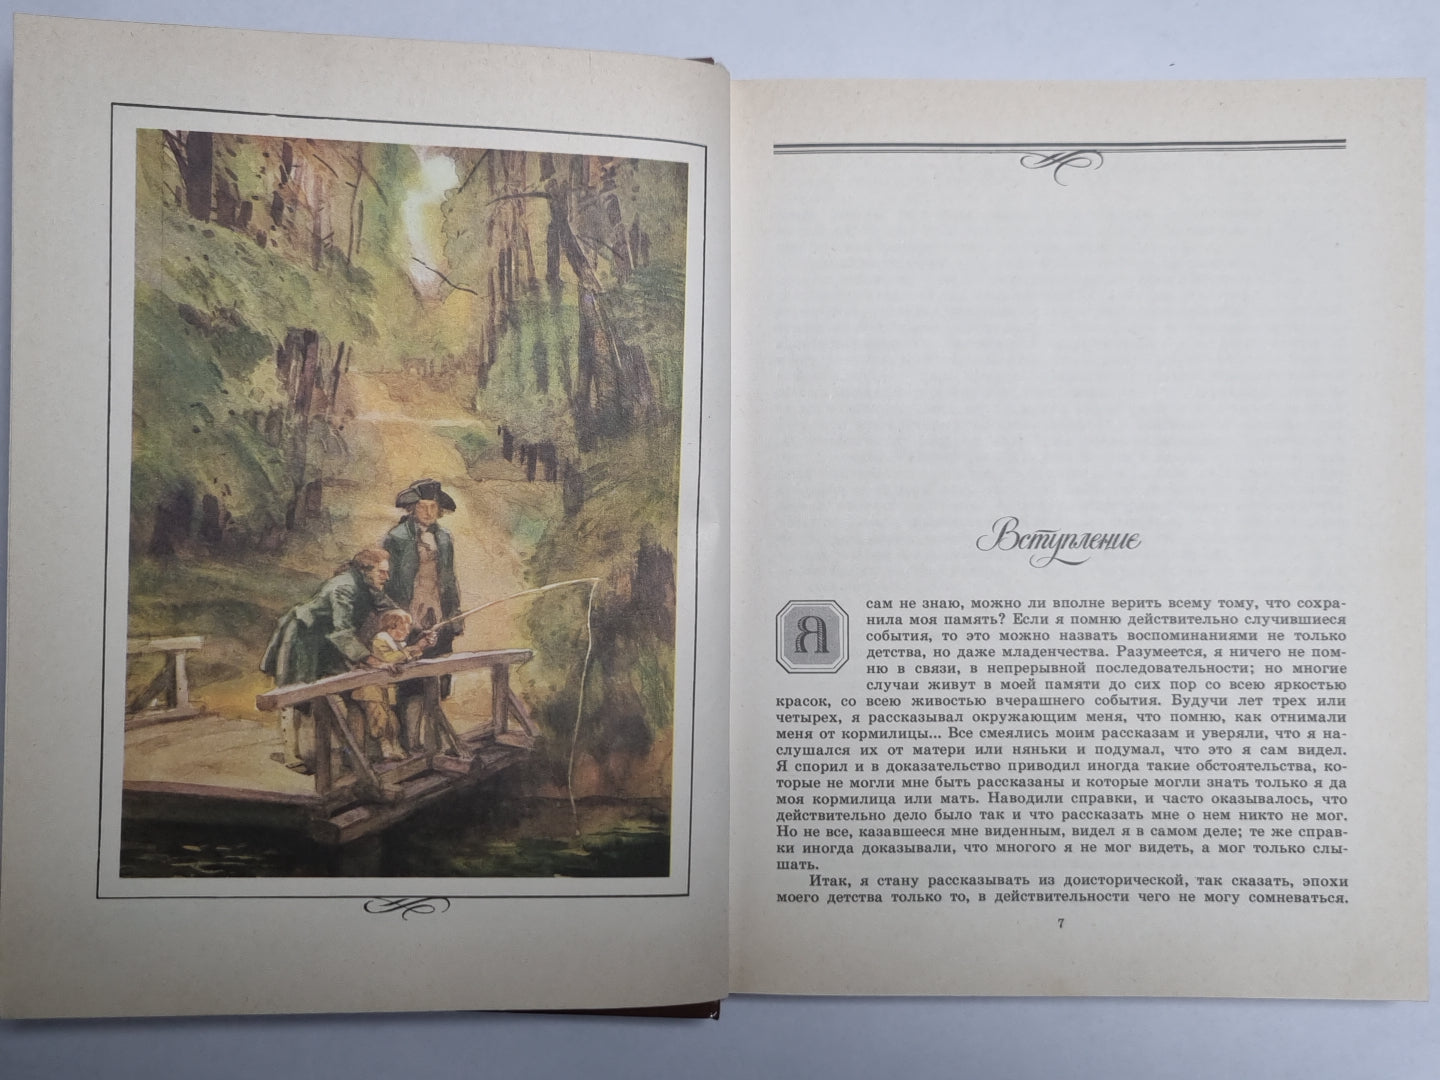 Вступление
Я сам не знаю, можно ли вполне верить всему тому, что сохра-
нила моя память? Если я помню действительно случившиеся
события, то это можно назвать воспоминаниями не только
детства, но даже младенчества. Разумеется, я ничего не пом-
ню в связи, в непрерывной последовательности; но многие
случаи живут в моей памяти до сих пор со всею яркостью
красок, со всею живостью вчерашнего события. Будучи лет трех или
четырех, я рассказывал окружающим меня, что помню, как отнимали
меня от кормилицы... Все смеялись моим рассказам и уверяли, что я на-
слушался их от матери или няньки и подумал, что это я сам видел.
Я спорил и в доказательство приводил иногда такие обстоятельства, ко-
торые не могли мне быть рассказаны и которые могли знать только я да
моя кормилица или мать. Наводили справки, и часто оказывалось, что
действительно дело было так и что рассказать мне о нем никто не мог.
Но не все, казавшееся мне виденным, видел я в самом деле; те же справ-
ки иногда доказывали, что многого я не мог видеть, а мог только слы-
шать.
Итак, я стану рассказывать из доисторической, так сказать, эпохи
моего детства только то, в действительности чего не могу сомневаться.
7